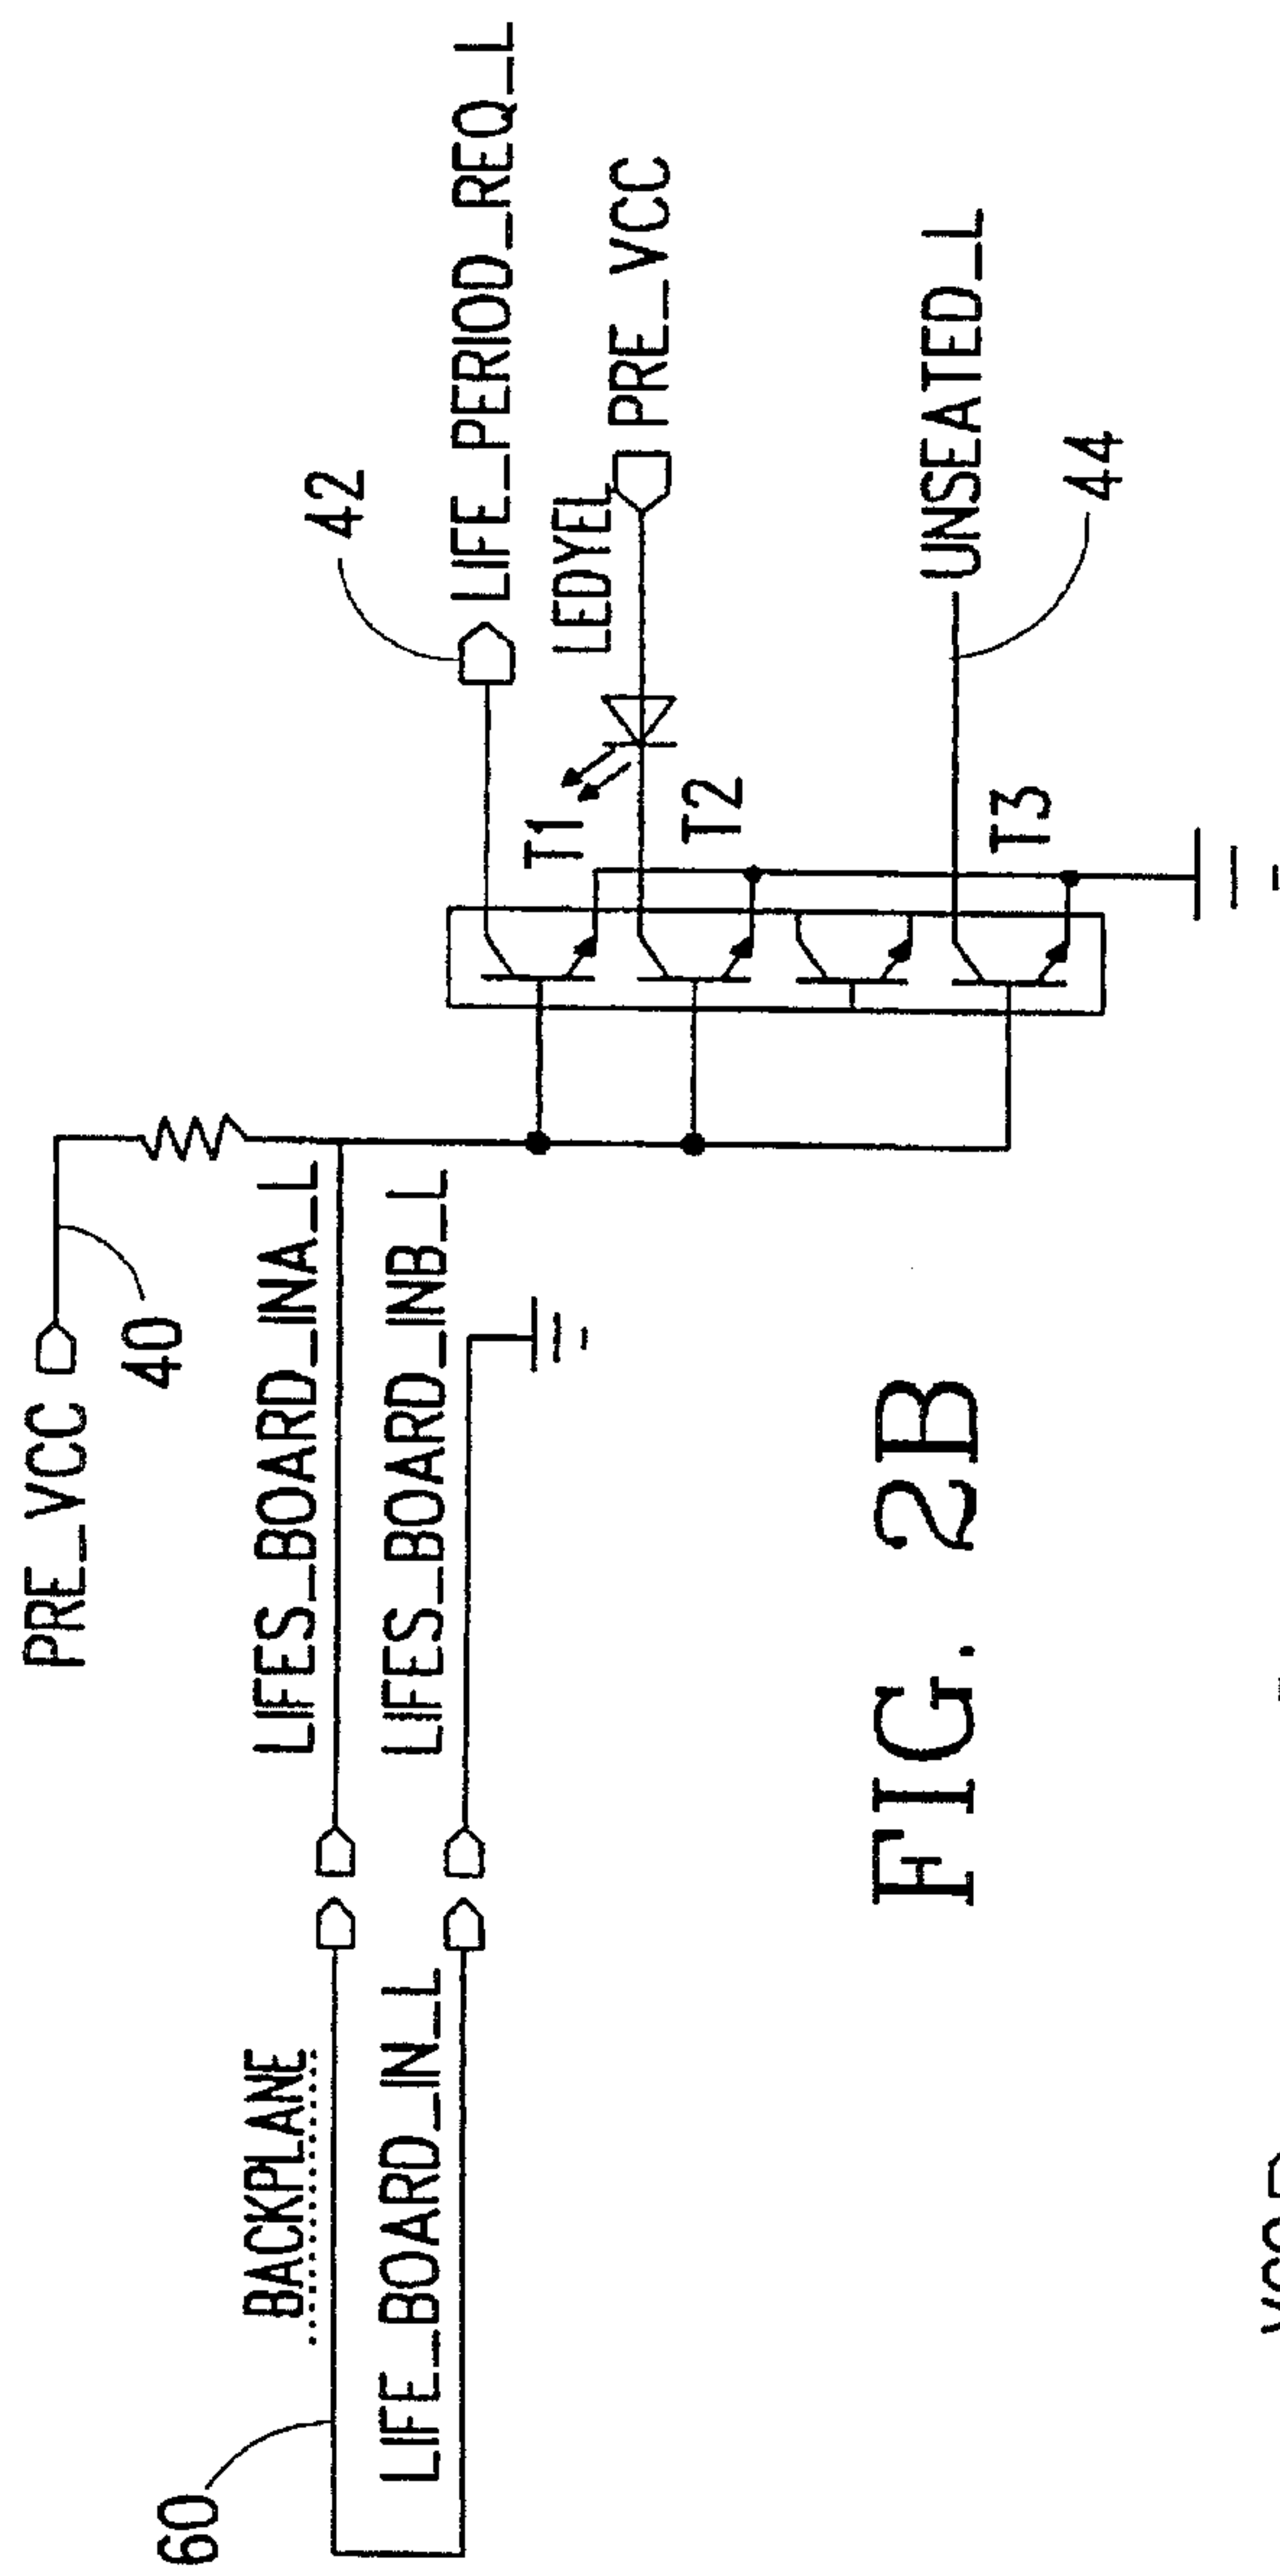 PRE_VCC
40
BACKPLANE
60
LIFES_BOARD_INA_L
LIFE_BOARD_IN_L
LIFES_BOARD_INB_L
42
LIFE_PERIOD_REQ_L
T1
LEDYEL
PRE_VCC
T2
UNSEATED_L
T3
44
FIG. 2B